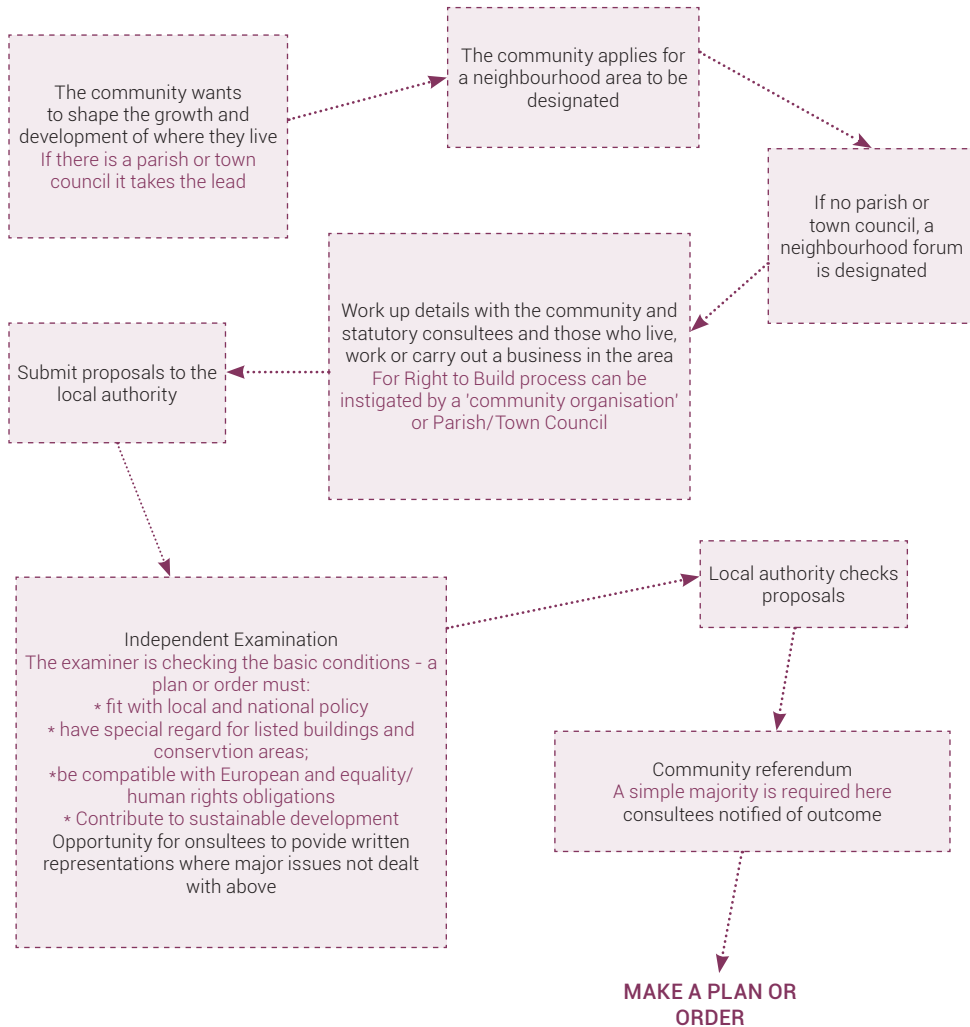 The community wants
to shape the growth and
development of where they live
If there is a parish or town
council it takes the lead
The community applies for
a neighbourhood area to be
designated
If no parish or
town council, a
neighbourhood forum
is designated
Work up details with the community and
statutory consultees and those who live,
work or carry out a business in the area
For Right to Build process can be
instigated by a 'community organisation'
or Parish/Town Council
Submit proposals to the
local authority
Independent Examination
The examiner is checking the basic conditions - a
plan or order must:
* fit with local and national policy
* have special regard for listed buildings and
conservtion areas;
*be compatible with European and equality/
human rights obligations
* Contribute to sustainable development
Opportunity for onsultees to povide written
representations where major issues not dealt
with above
Local authority checks
proposals
Community referendum
A simple majority is required here
consultees notified of outcome
MAKE A PLAN OR
ORDER